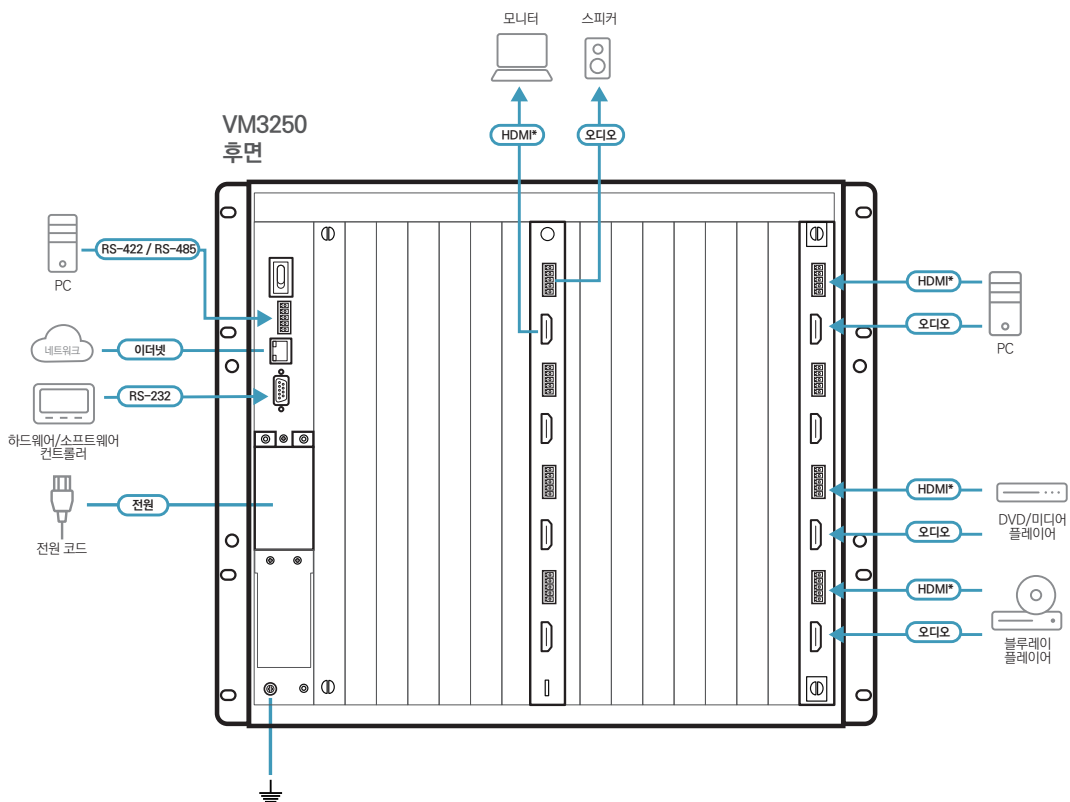 모니터
스피커
HDMI*
오디오
VM3250
후면
RS-422 / RS-485
PC
네트워크
이더넷
RS-232
하드웨어/소프트웨어
컨트롤러
전원
전원 코드
HDMI*
오디오
PC
HDMI*
오디오
DVD/미디어
플레이어
HDMI*
오디오
블루레이
플레이어